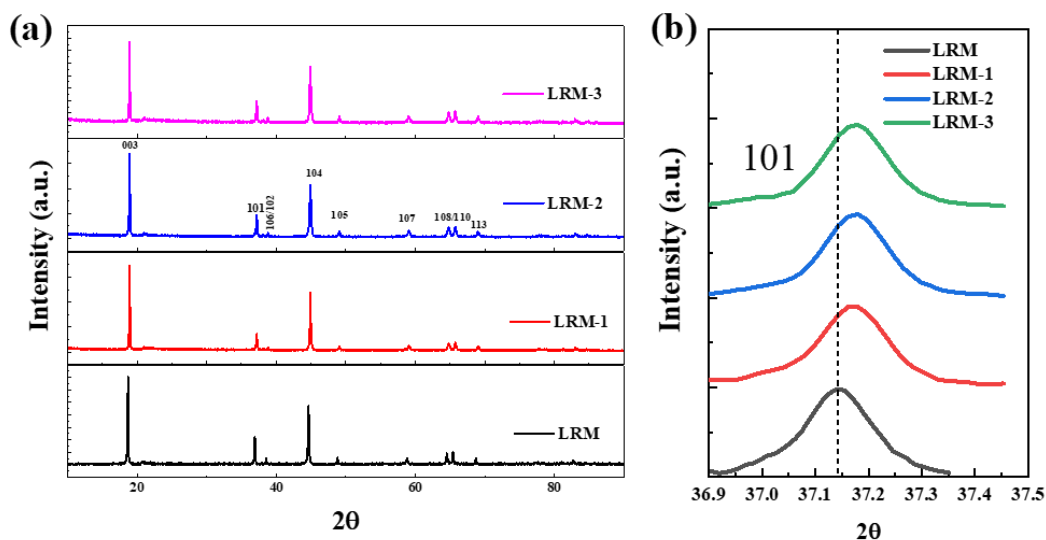 (a)
Intensity (a.u.)
LRM-3
003
101
106/102
104
105
107
108/110
113
LRM-2
LRM-1
LRM
20
40
60
80
2θ
(b)
Intensity (a.u.)
LRM
LRM-1
LRM-2
LRM-3
101
36.9
37.0
37.1
37.2
37.3
37.4
37.5
2θ